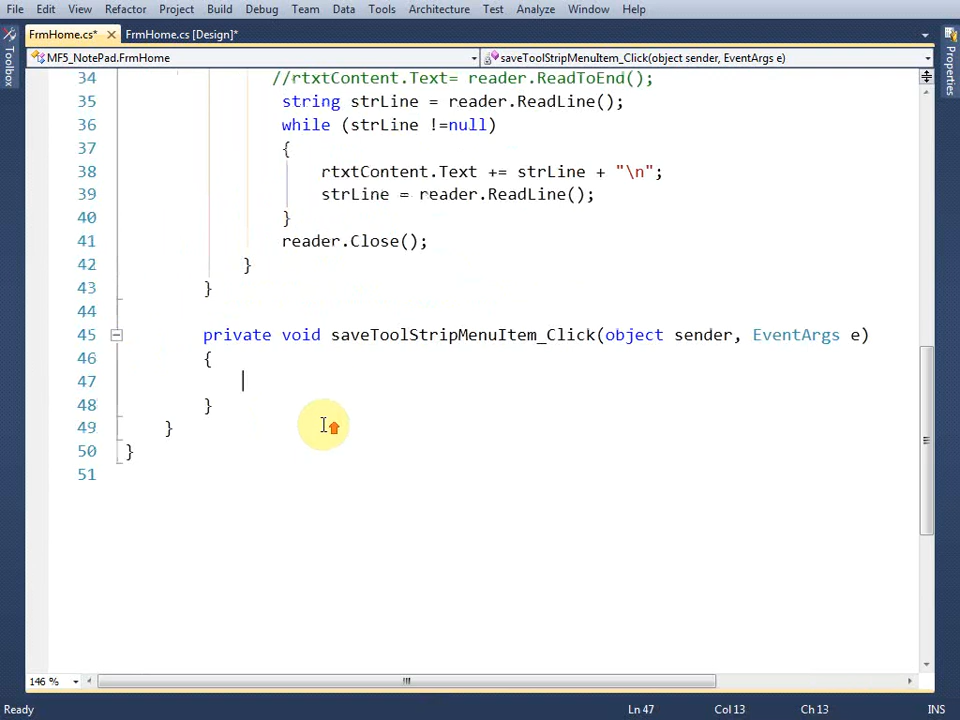 File Edit View Refactor Project Build Debug Team Data Tools Architecture Test Analyze Window Help
FrmHome.cs* FrmHome.cs [Design]*
Toolbox
Properties
MF5_NotePad.FrmHome saveToolStripMenuItem_Click(object sender, EventArgs e)
34 //rtxtContent.Text= reader.ReadToEnd();
35 string strLine = reader.ReadLine();
36 while (strLine !=null)
37 {
38 rtxtContent.Text += strLine + "\n";
39 strLine = reader.ReadLine();
40 }
41 reader.Close();
42 }
43 }
44
45 private void saveToolStripMenuItem_Click(object sender, EventArgs e)
46 {
47
48 }
49 }
50 }
51
146 %
Ready Ln 47 Col 13 Ch 13 INS